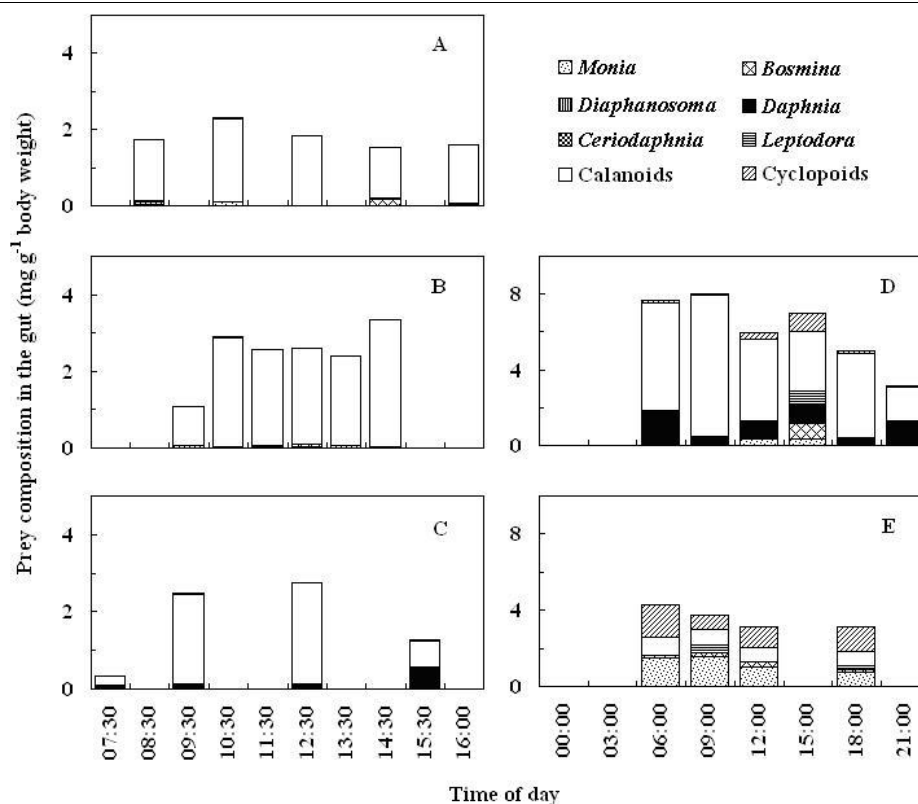 Prey composition in the gut (mg g-1 body weight)
A
4
2
0
Monia
Bosmina
Diaphanosoma
Daphnia
Ceriodaphnia
Leptodora
Calanoids
Cyclopoids
B
4
2
0
D
8
4
0
C
4
2
0
E
8
4
0
07:30
08:30
09:30
10:30
11:30
12:30
13:30
14:30
15:30
16:00
00:00
03:00
06:00
09:00
12:00
15:00
18:00
21:00
Time of day